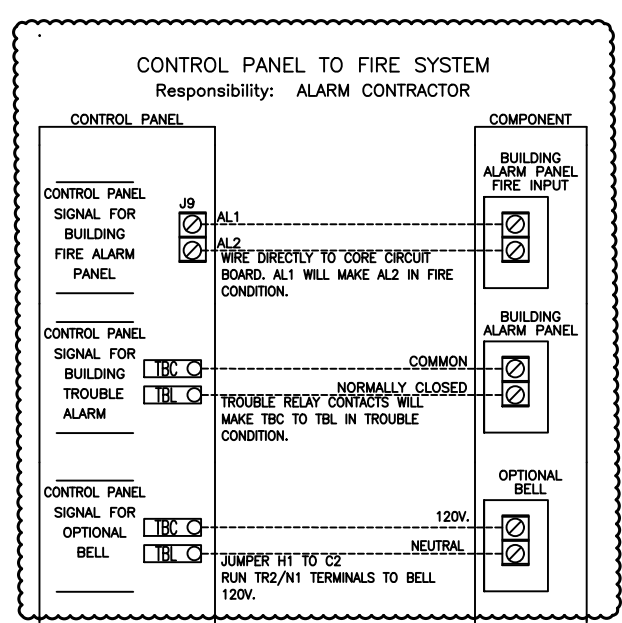 CONTROL PANEL TO FIRE SYSTEM
Responsibility: ALARM CONTRACTOR
CONTROL PANEL
COMPONENT
CONTROL PANEL
SIGNAL FOR
BUILDING
FIRE ALARM
PANEL
J9
AL1
AL2
WIRE DIRECTLY TO CORE CIRCUIT
BOARD. AL1 WILL MAKE AL2 IN FIRE
CONDITION.
BUILDING
ALARM PANEL
FIRE INPUT
CONTROL PANEL
SIGNAL FOR
BUILDING
TROUBLE
ALARM
TBC
TBL
COMMON
NORMALLY CLOSED
TROUBLE RELAY CONTACTS WILL
MAKE TBC TO TBL IN TROUBLE
CONDITION.
BUILDING
ALARM PANEL
CONTROL PANEL
SIGNAL FOR
OPTIONAL
BELL
TBC
TBL
120V.
NEUTRAL
JUMPER H1 TO C2
RUN TR2/N1 TERMINALS TO BELL
120V.
OPTIONAL
BELL